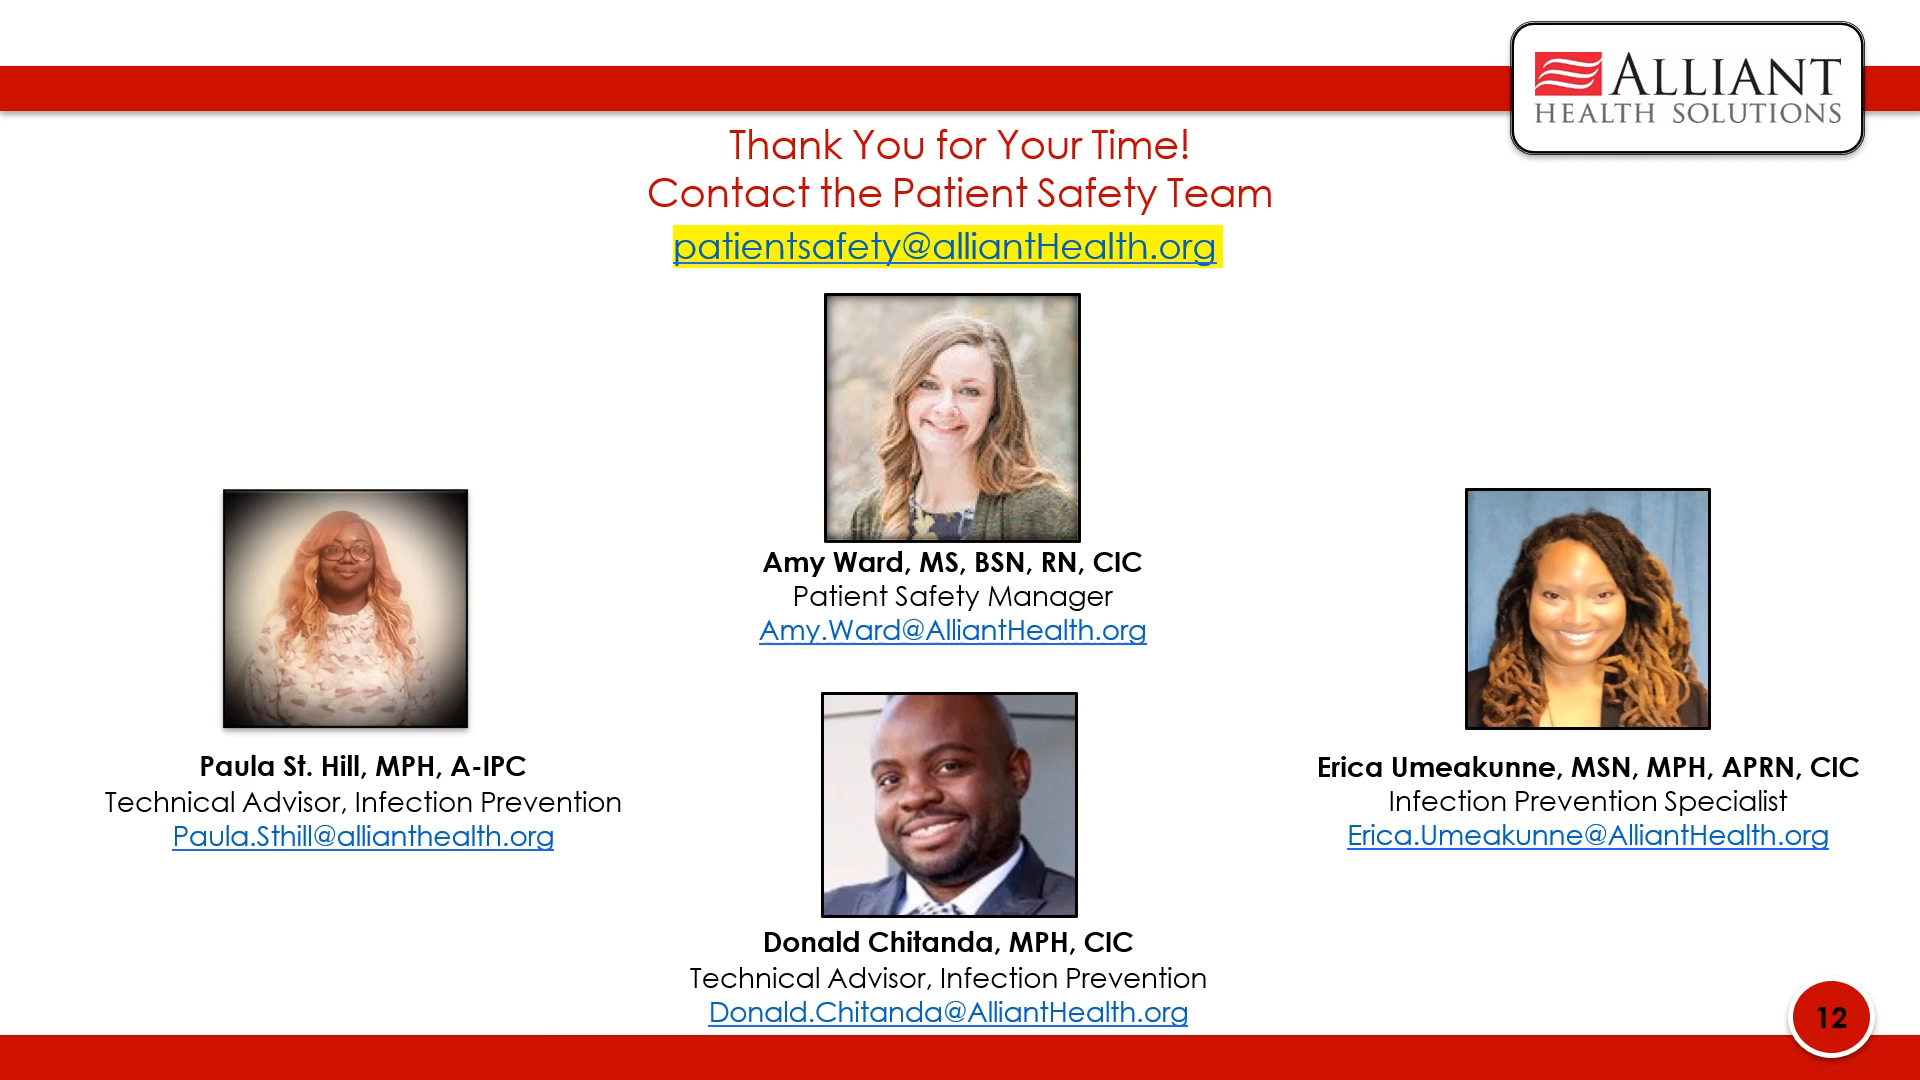 ALLIANT
HEALTH SOLUTIONS
Thank You for Your Time!
Contact the Patient Safety Team
patientsafety@alliantHealth.org
Amy Ward, MS, BSN, RN, CIC
Patient Safety Manager
Amy.Ward@AlliantHealth.org
Paula St. Hill, MPH, A-IPC
Technical Advisor, Infection Prevention
Paula.Sthill@allianthealth.org
Erica Umeakunne, MSN, MPH, APRN, CIC
Infection Prevention Specialist
Erica.Umeakunne@AlliantHealth.org
Donald Chitanda, MPH, CIC
Technical Advisor, Infection Prevention
Donald.Chitanda@AlliantHealth.org
12